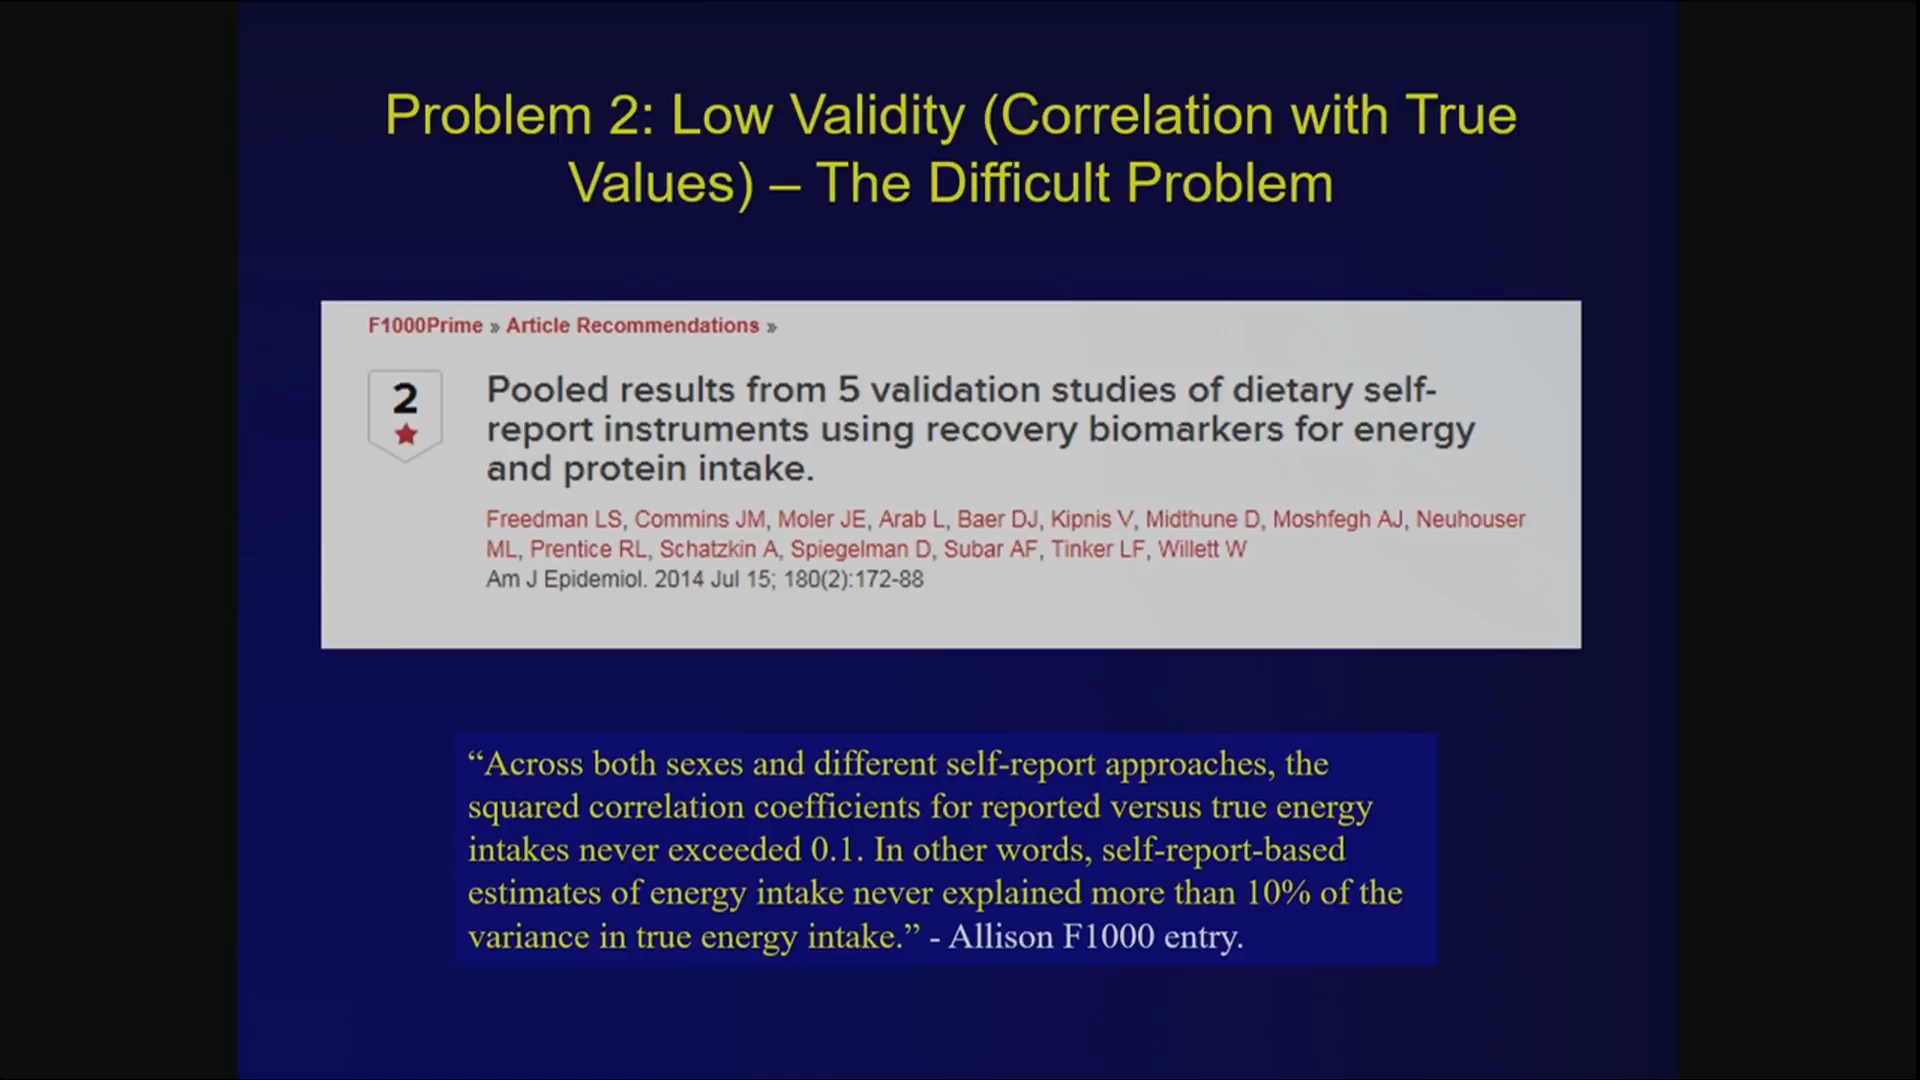 Problem 2: Low Validity (Correlation with True
Values) – The Difficult Problem
F1000Prime » Article Recommendations »
2
Pooled results from 5 validation studies of dietary self-
report instruments using recovery biomarkers for energy
and protein intake.
Freedman LS, Commins JM, Moler JE, Arab L, Baer DJ, Kipnis V, Midthune D, Moshfegh AJ, Neuhouser
ML, Prentice RL, Schatzkin A, Spiegelman D, Subar AF, Tinker LF, Willett W
Am J Epidemiol. 2014 Jul 15; 180(2):172-88
“Across both sexes and different self-report approaches, the
squared correlation coefficients for reported versus true energy
intakes never exceeded 0.1. In other words, self-report-based
estimates of energy intake never explained more than 10% of the
variance in true energy intake.” - Allison F1000 entry.